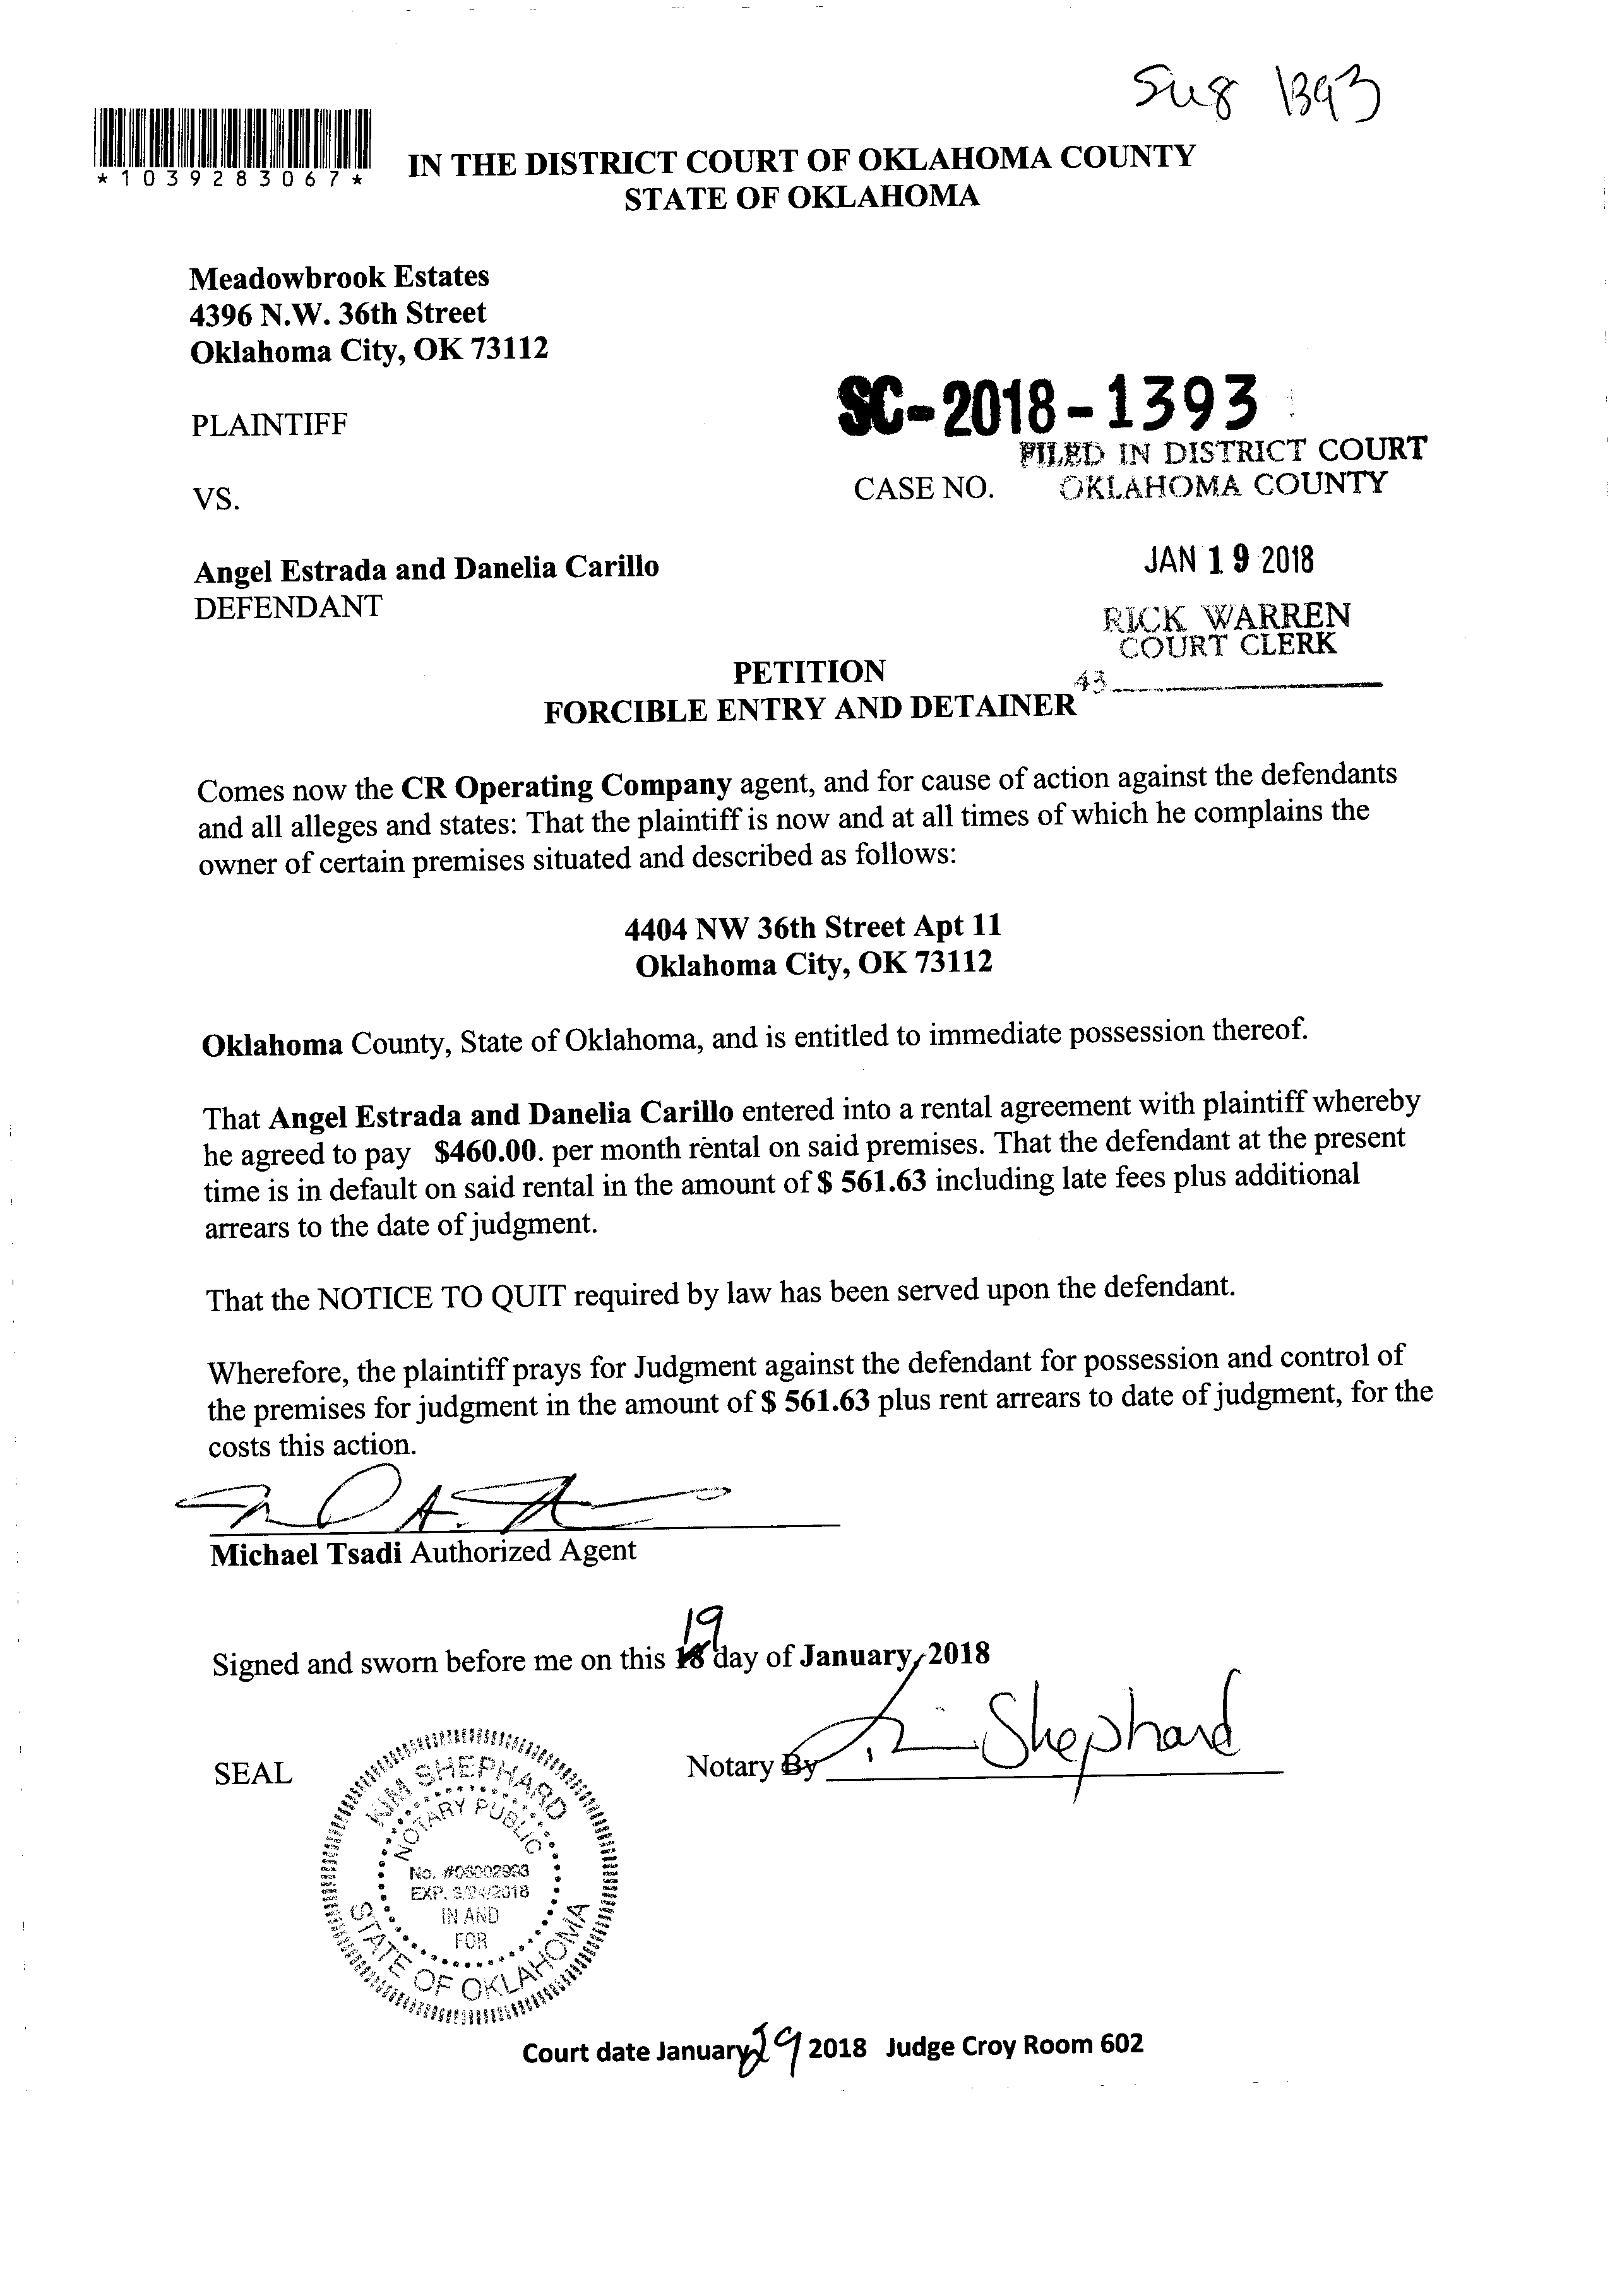 1393
*1039283067*
IN THE DISTRICT COURT OF OKLAHOMA COUNTY
STATE OF OKLAHOMA
Meadowbrook Estates
4396 N.W. 36th Street
Oklahoma City, OK 73112
SC-2018-1393
PLAINTIFF
FILED IN DISTRICT COURT
OKLAHOMA COUNTY
CASE NO.
VS.
JAN 19 2018
Angel Estrada and Danelia Carillo
DEFENDANT
RICK WARREN
COURT CLERK
43
PETITION
FORCIBLE ENTRY AND DETAINER
Comes now the CR Operating Company agent, and for cause of action against the defendants
and all alleges and states: That the plaintiff is now and at all times of which he complains the
owner of certain premises situated and described as follows:
4404 NW 36th Street Apt 11
Oklahoma City, OK 73112
Oklahoma County, State of Oklahoma, and is entitled to immediate possession thereof.
That Angel Estrada and Danelia Carillo entered into a rental agreement with plaintiff whereby
he agreed to pay $460.00. per month rental on said premises. That the defendant at the present
time is in default on said rental in the amount of $ 561.63 including late fees plus additional
arrears to the date of judgment.
That the NOTICE TO QUIT required by law has been served upon the defendant.
Wherefore, the plaintiff prays for Judgment against the defendant for possession and control of
the premises for judgment in the amount of $ 561.63 plus rent arrears to date of judgment, for the
costs this action.
Michael Tsadi Authorized Agent
19
Signed and sworn before me on this 18 day of January, 2018
Shephard
SEAL
Notary By
KIM SHEPHARD
NOTARY PUBLIC
No. #06002993
EXP. 3/24/2018
IN AND
FOR
STATE OF OKLAHOMA
Court date January 29 2018 Judge Croy Room 602